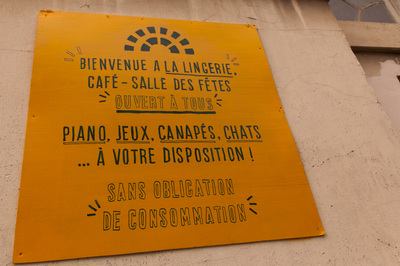 BIENVENUE A LA LINGERIE,
CAFÉ - SALLE DES FÊTES
OUVERT À TOUS
PIANO, JEUX, CANAPÉS, CHATS
... À VOTRE DISPOSITION !
SANS OBLIGATION
DE CONSOMMATION